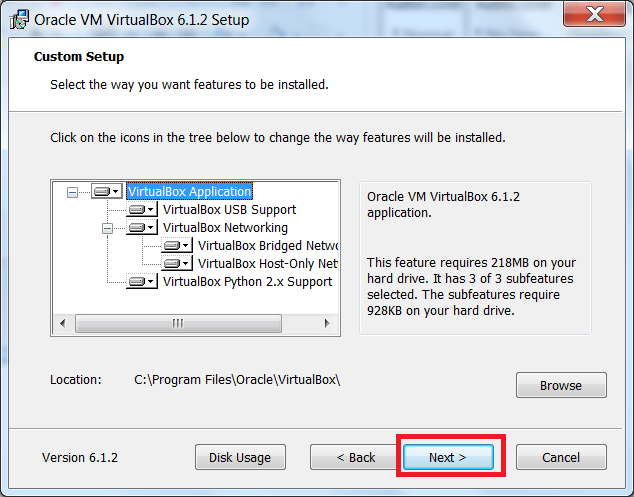 Oracle VM VirtualBox 6.1.2 Setup
Custom Setup
Select the way you want features to be installed.
Click on the icons in the tree below to change the way features will be installed.
VirtualBox Application
VirtualBox USB Support
VirtualBox Networking
VirtualBox Bridged Netwo
VirtualBox Host-Only Net
VirtualBox Python 2.x Support
Oracle VM VirtualBox 6.1.2
application.
This feature requires 218MB on your
hard drive. It has 3 of 3 subfeatures
selected. The subfeatures require
928KB on your hard drive.
Location: C:\Program Files\Oracle\VirtualBox\
Browse
Version 6.1.2 Disk Usage < Back Next > Cancel